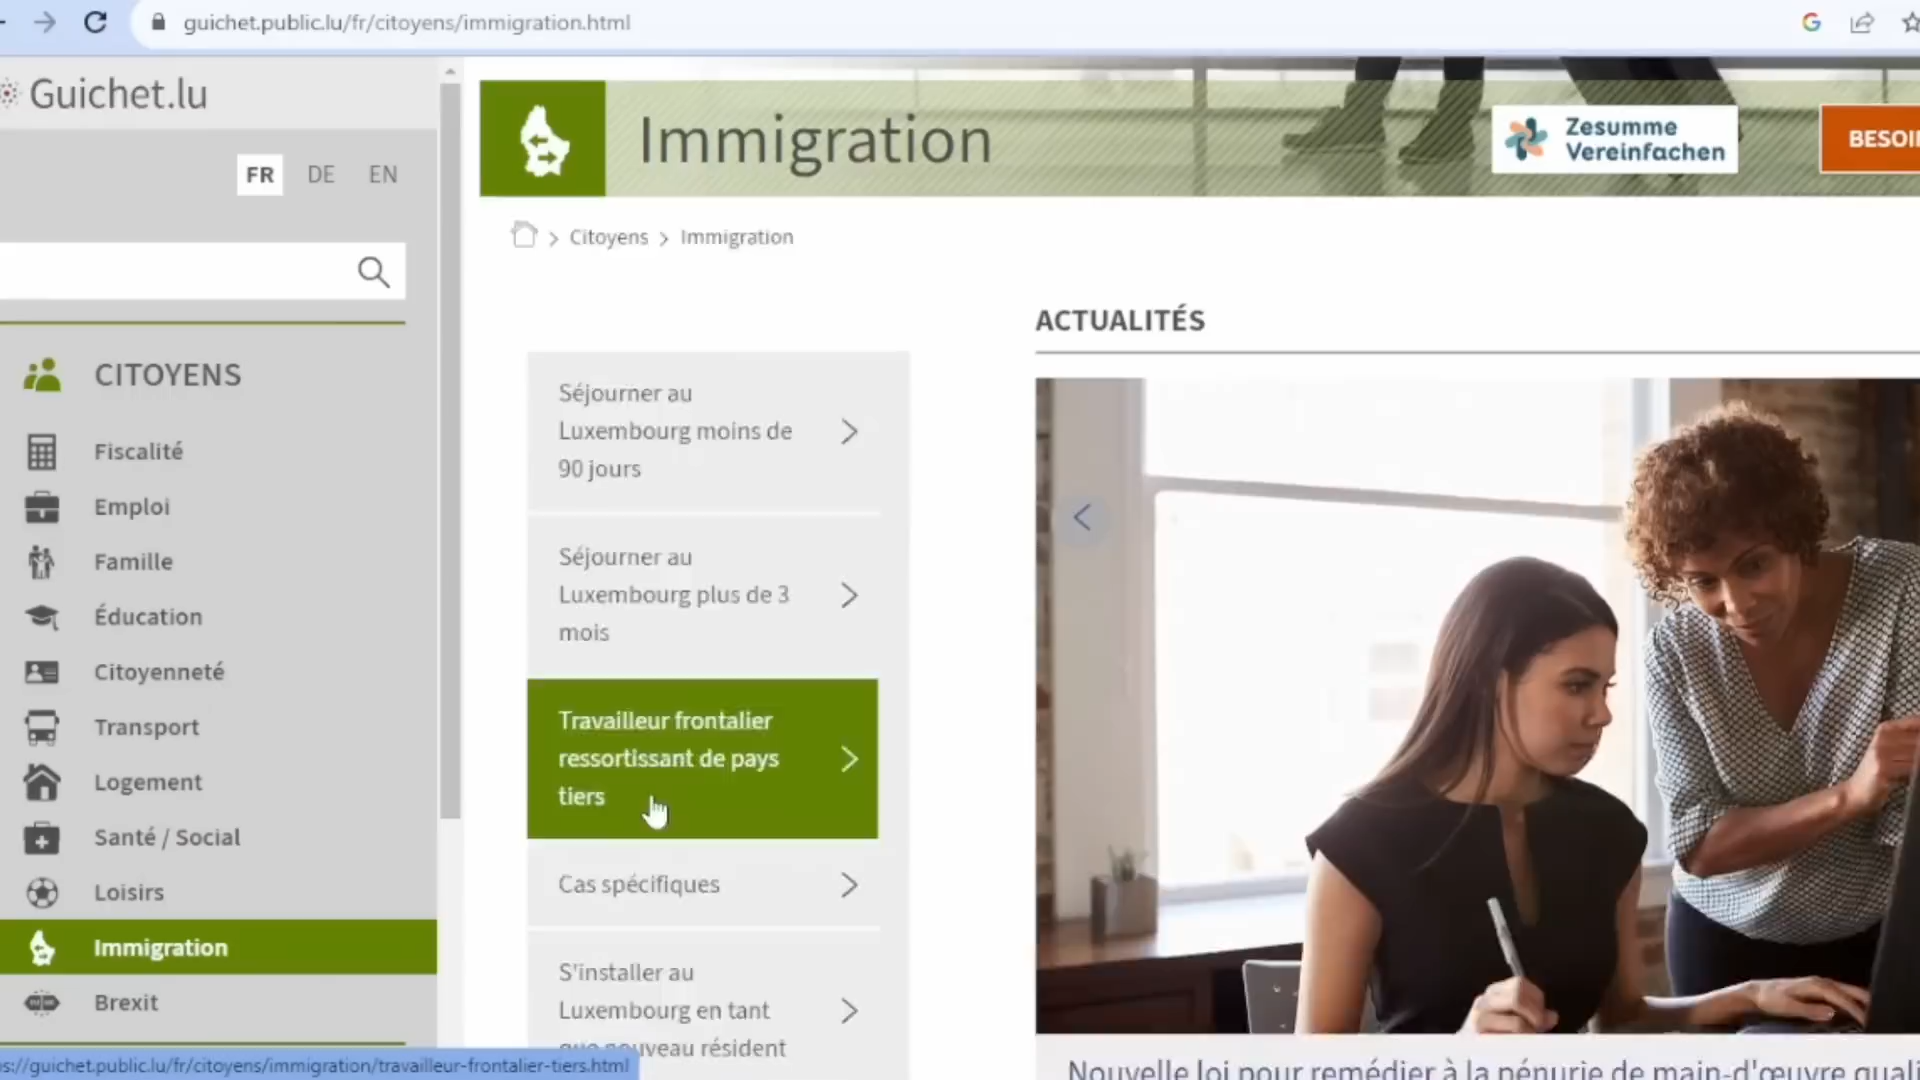 guichet.public.lu/fr/citoyens/immigration.html
Guichet.lu
FR DE EN
CITOYENS
Fiscalité
Emploi
Famille
Éducation
Citoyenneté
Transport
Logement
Santé / Social
Loisirs
Immigration
Brexit
s://guichet.public.lu/fr/citoyens/immigration/travailleur-frontalier-tiers.html
Immigration
Zesumme
Vereinfachen
BESOI
Citoyens > Immigration
Séjourner au
Luxembourg moins de
90 jours
Séjourner au
Luxembourg plus de 3
mois
Travailleur frontalier
ressortissant de pays
tiers
Cas spécifiques
S'installer au
Luxembourg en tant
que nouveau résident
ACTUALITÉS
Nouvelle loi pour remédier à la pénurie de main-d'œuvre quali